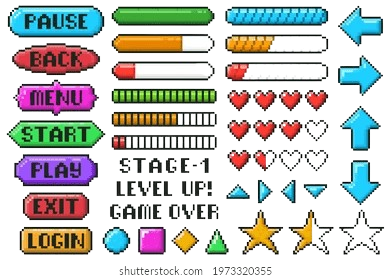 PAUSE
BACK
MENU
START
PLAY
EXIT
LOGIN
STAGE-1
LEVEL UP!
GAME OVER
shutterstock.com · 1973320355